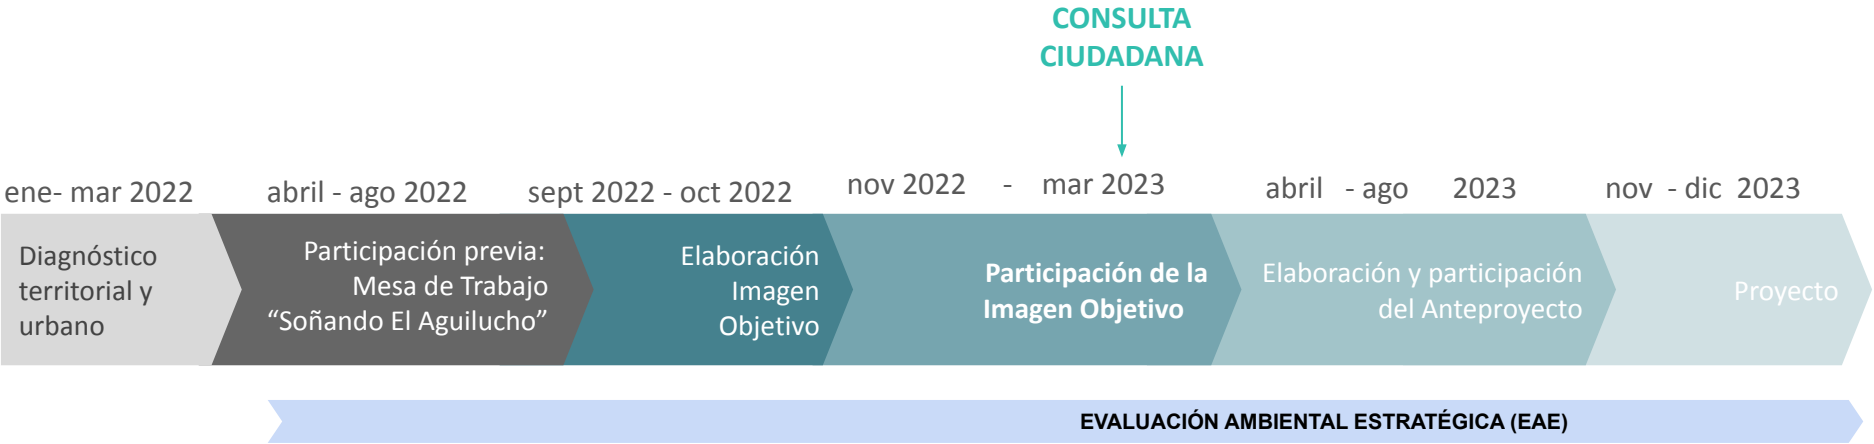 CONSULTA
CIUDADANA
ene- mar 2022
abril - ago 2022
sept 2022 - oct 2022
nov 2022 - mar 2023
abril - ago 2023
nov - dic 2023
Diagnóstico
territorial y
urbano
Participación previa:
Mesa de Trabajo
“Soñando El Aguilucho”
Elaboración
Imagen
Objetivo
Participación de la
Imagen Objetivo
Elaboración y participación
del Anteproyecto
Proyecto
EVALUACIÓN AMBIENTAL ESTRATÉGICA (EAE)